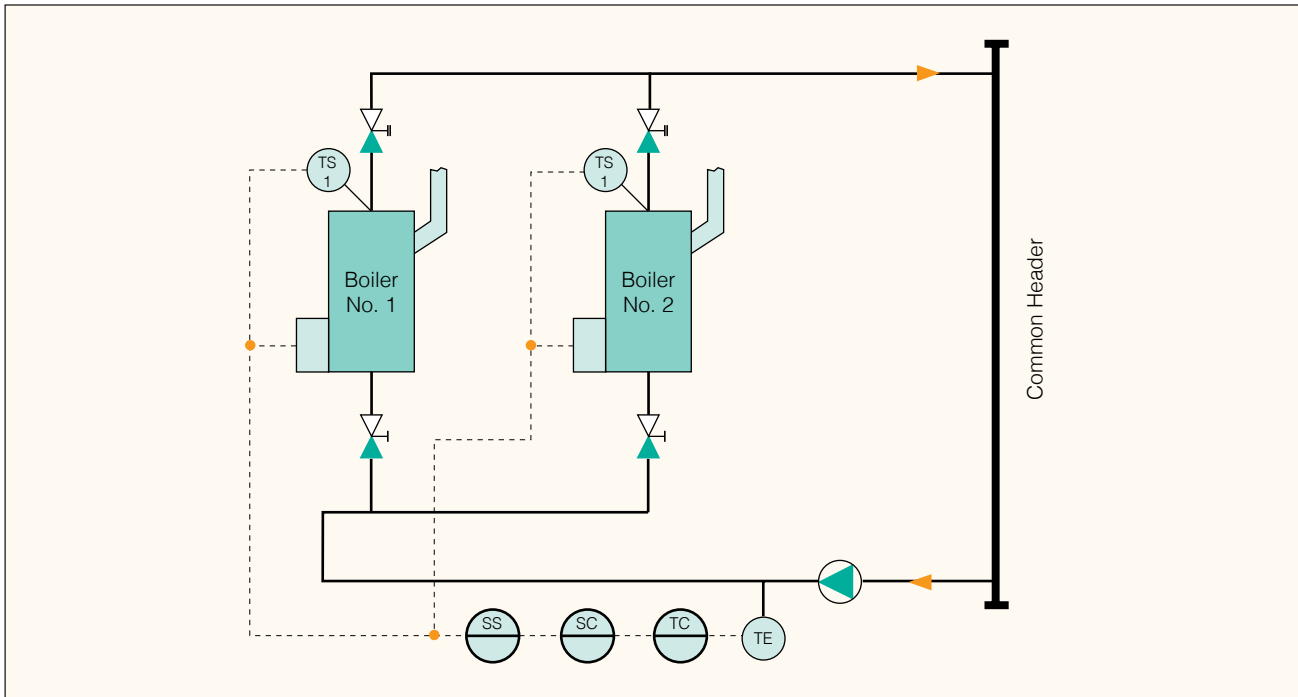 TS
1
TS
1
Boiler
No. 1
Boiler
No. 2
Common Header
SS
SC
TC
TE